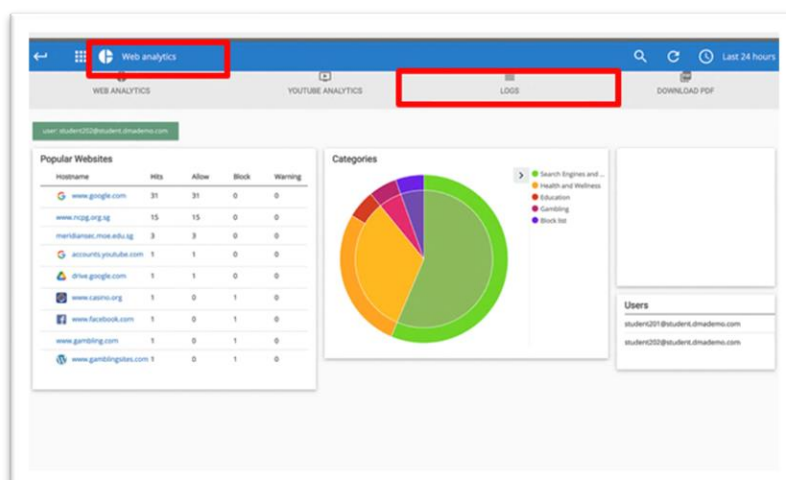 Web analytics
Last 24 hours
WEB ANALYTICS
YOUTUBE ANALYTICS
LOGS
DOWNLOAD PDF
user: student202@student.dmademo.com
Popular Websites
Hostname Hits Allow Block Warning
www.google.com 31 31 0 0
www.ncpg.org.sg 15 15 0 0
meridiansec.moe.edu.sg 3 3 0 0
accounts.youtube.com 1 1 0 0
drive.google.com 1 1 0 0
www.casino.org 1 0 1 0
www.facebook.com 1 0 1 0
www.gambling.com 1 0 1 0
www.gamblingsites.com 1 0 1 0
Categories
Search Engines and ...
Health and Wellness
Education
Gambling
Block list
Users
student201@student.dmademo.com
student202@student.dmademo.com